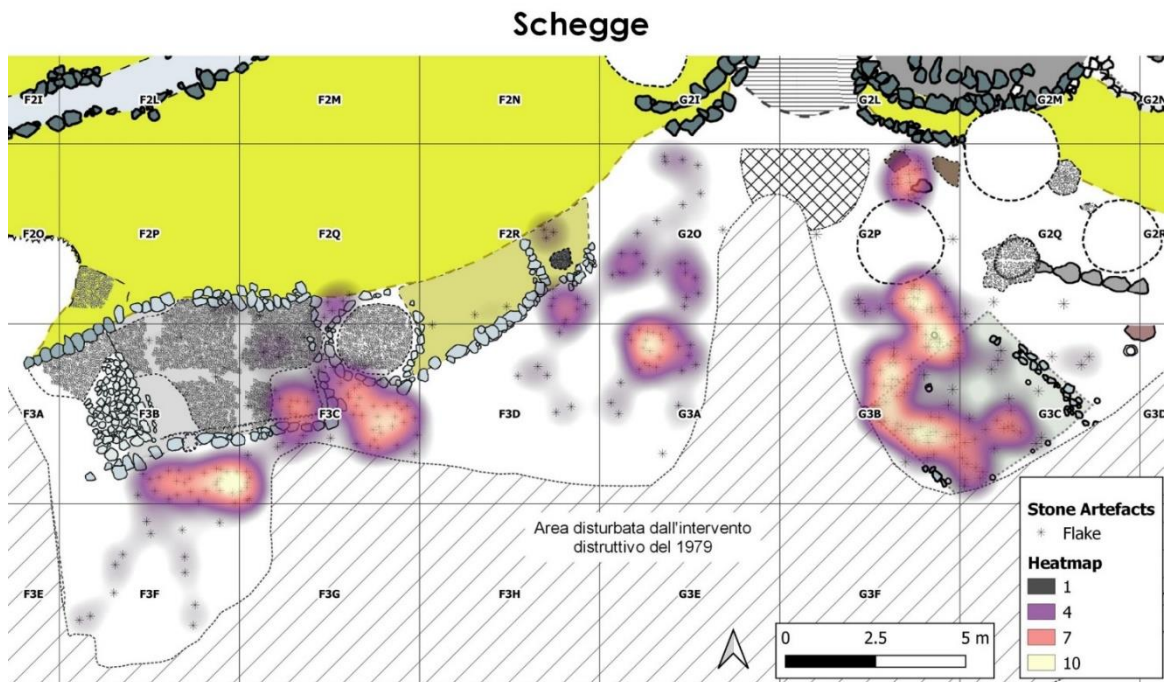 Schegge
F2I F2L F2M F2N G2I G2L G2M G2N
F2O F2P F2Q F2R G2O G2P G2Q G2R
F3A F3B F3C F3D G3A G3B G3C G3D
Area disturbata dall'intervento
distruttivo del 1979
F3E F3F F3G F3H G3E G3F
Stone Artefacts
Flake
Heatmap
1
4
7
10
0 2.5 5 m